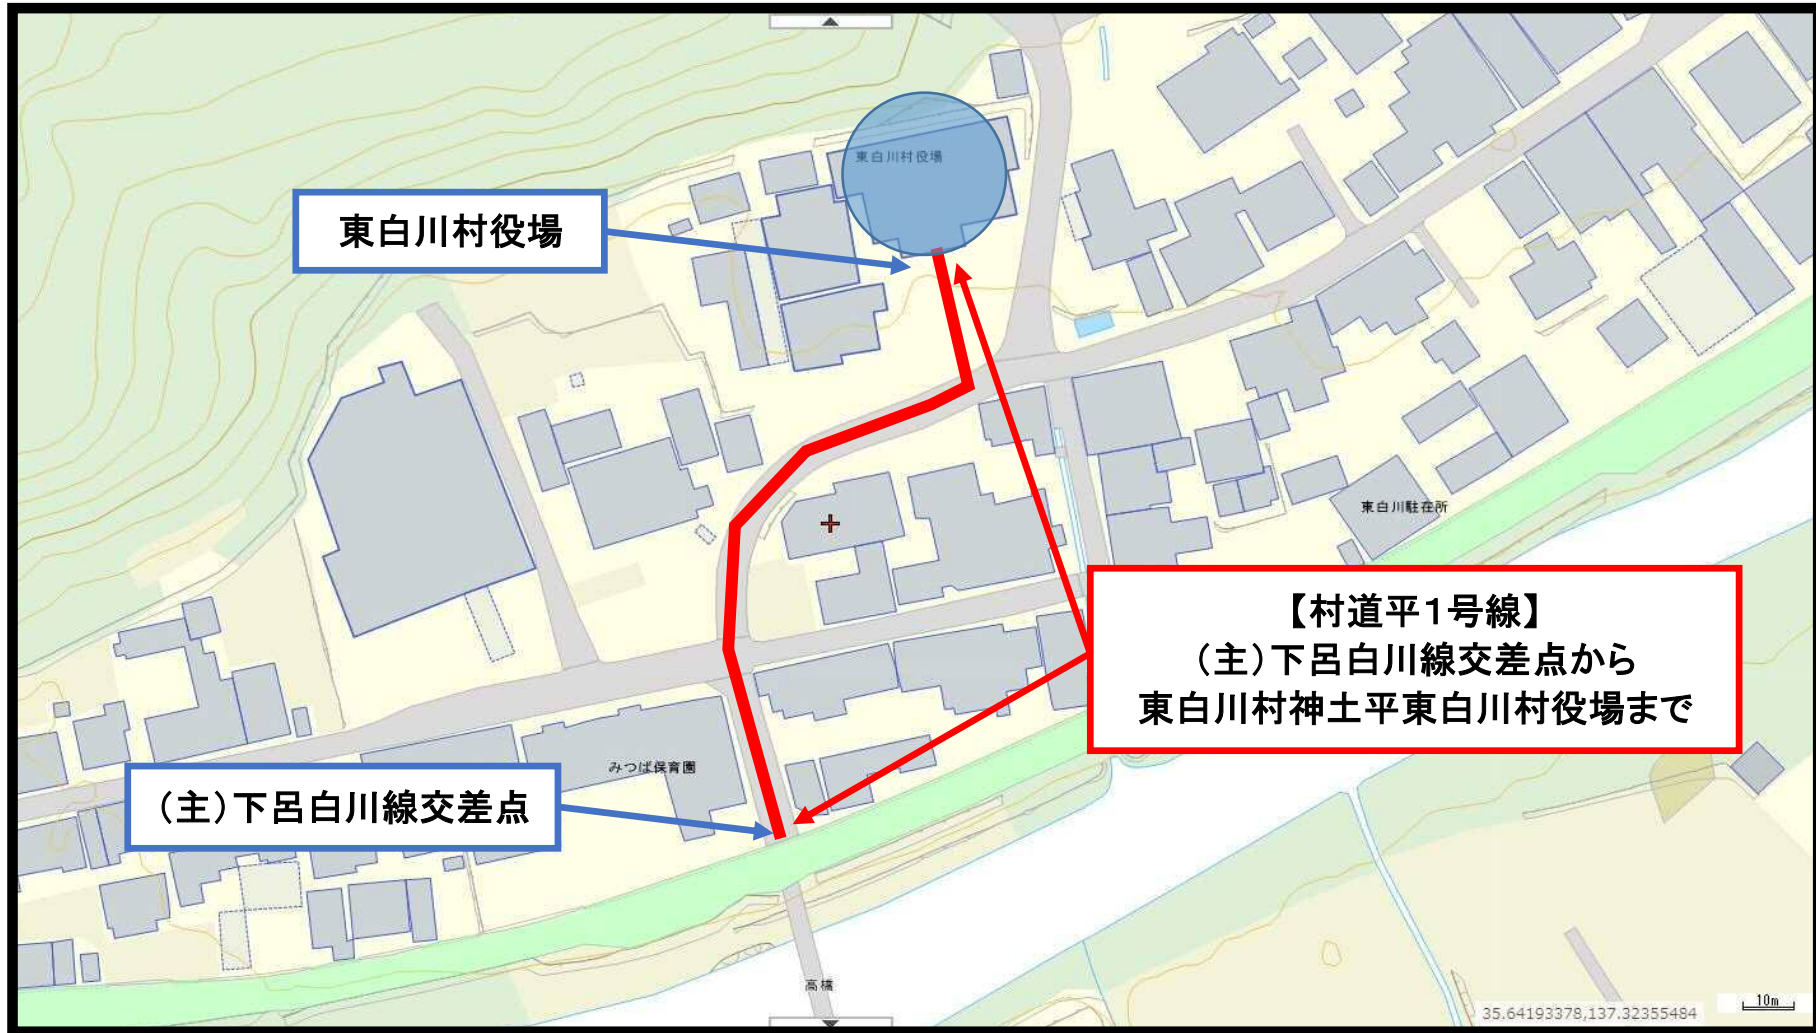 東白川村役場
東白川村役場
東白川駐在所
【村道平1号線】
(主)下呂白川線交差点から
東白川村神土平東白川村役場まで
みつば保育園
(主)下呂白川線交差点
高橋
35.64193378,137.32355484
10m